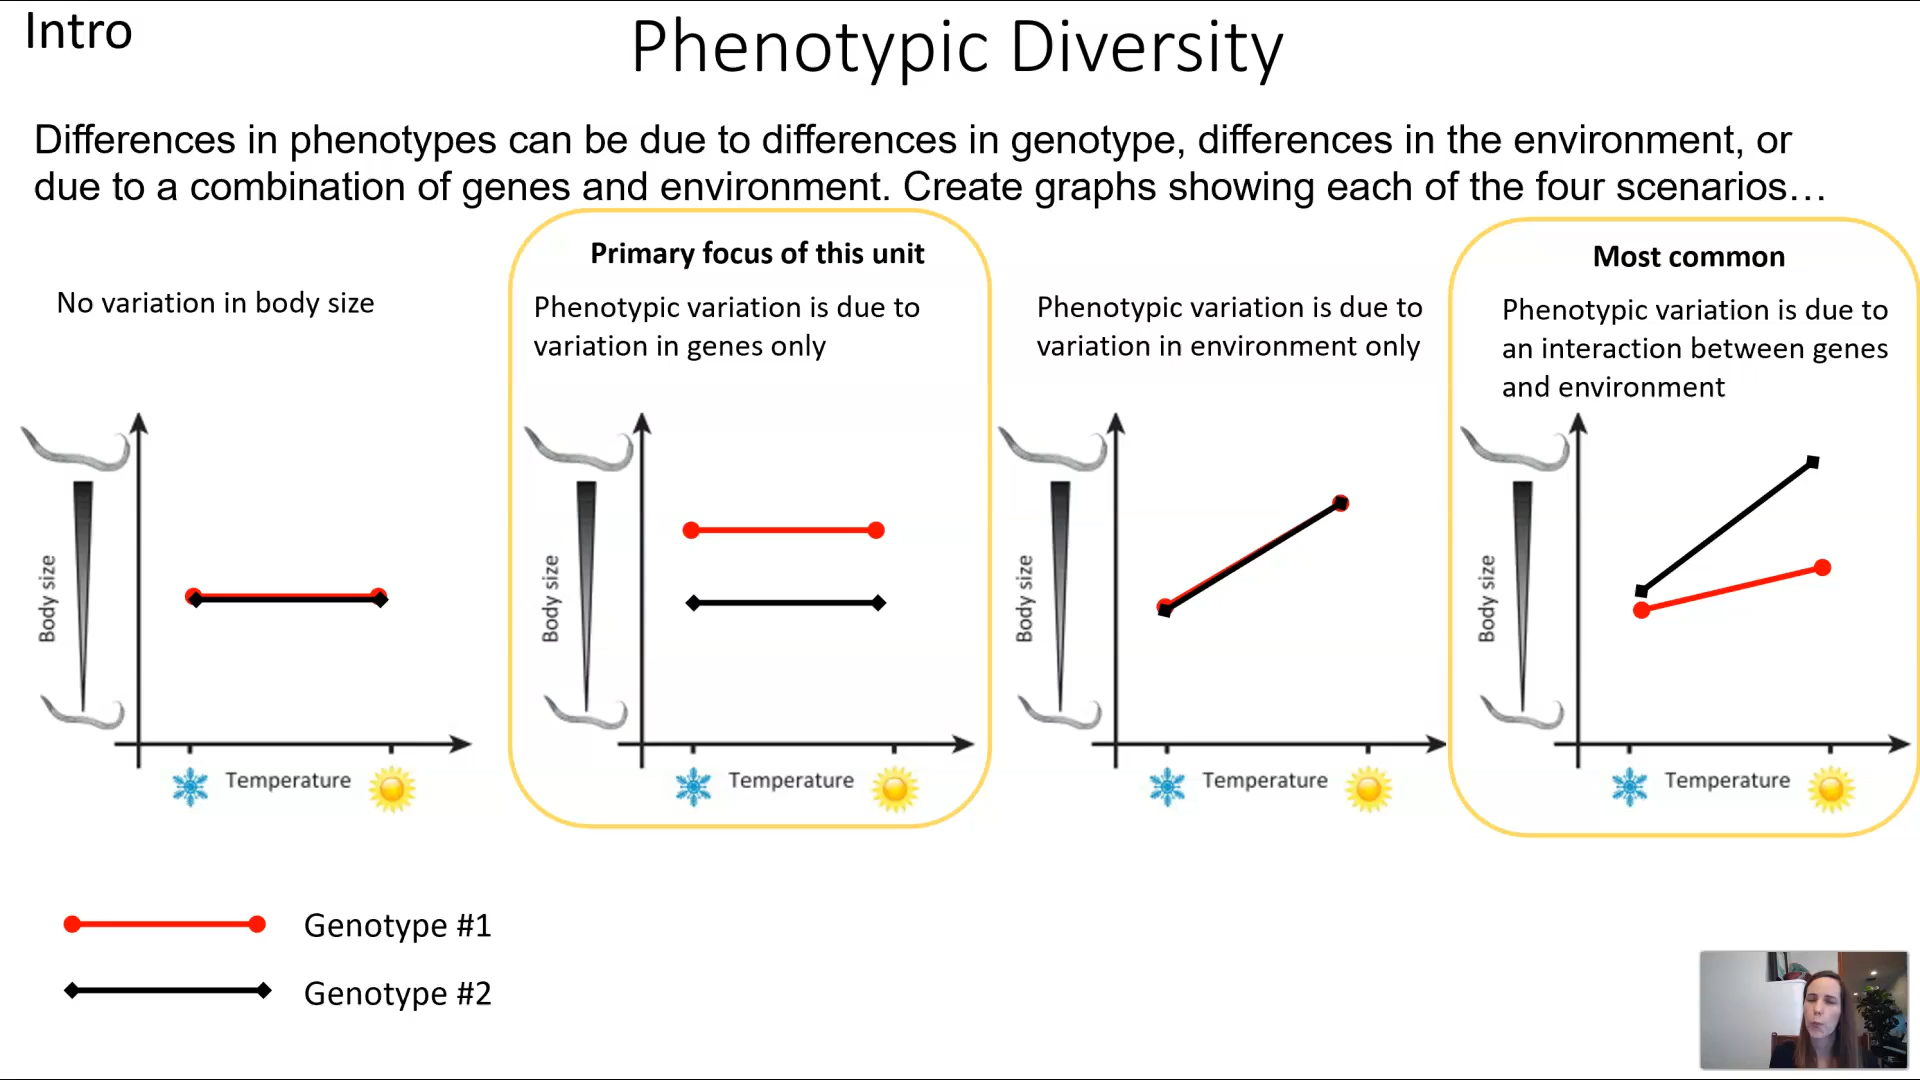 Intro
Phenotypic Diversity
Differences in phenotypes can be due to differences in genotype, differences in the environment, or
due to a combination of genes and environment. Create graphs showing each of the four scenarios…
No variation in body size
Body size
Temperature
Primary focus of this unit
Phenotypic variation is due to
variation in genes only
Body size
Temperature
Phenotypic variation is due to
variation in environment only
Body size
Temperature
Most common
Phenotypic variation is due to
an interaction between genes
and environment
Body size
Temperature
Genotype #1
Genotype #2